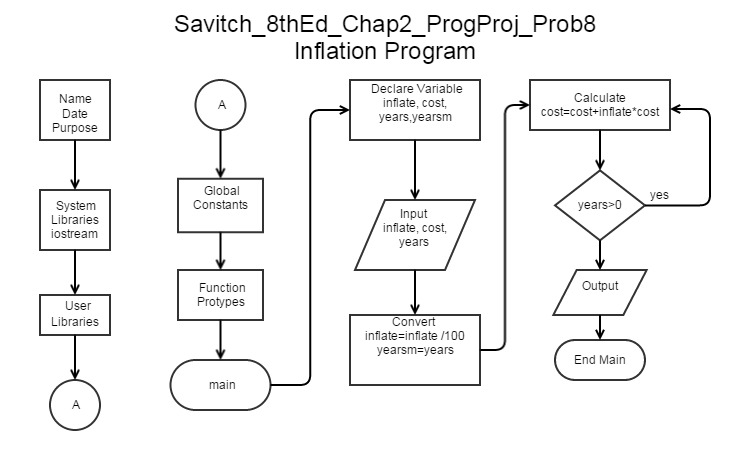 Savitch_8thEd_Chap2_ProgProj_Prob8
Inflation Program
Name
Date
Purpose
System
Libraries
iostream
User
Libraries
A
A
Global
Constants
Function
Protypes
main
Declare Variable
inflate, cost,
years,yearsm
Input
inflate, cost,
years
Convert
inflate=inflate /100
yearsm=years
Calculate
cost=cost+inflate*cost
years>0
yes
Output
End Main